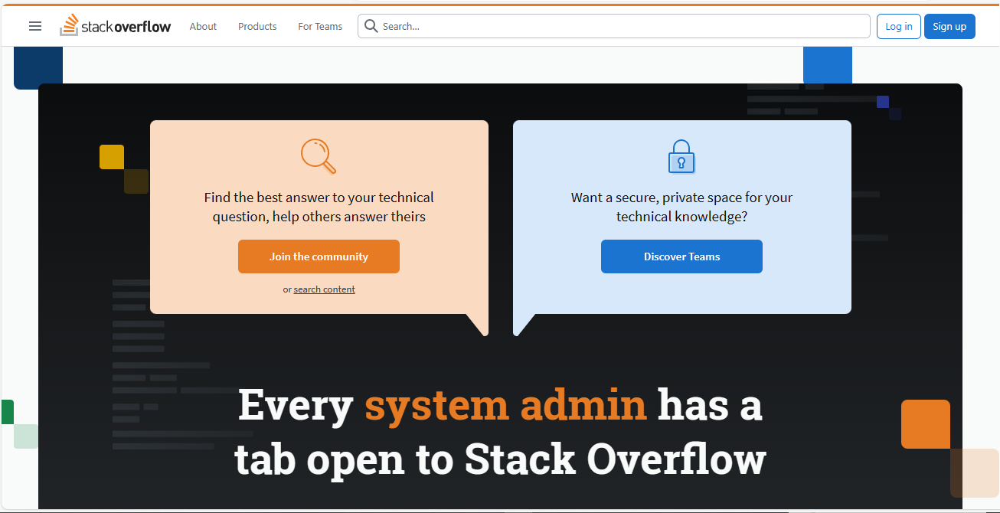 stackoverflow About Products For Teams Search... Log in Sign up
Find the best answer to your technical
question, help others answer theirs
Join the community
or search content
Want a secure, private space for your
technical knowledge?
Discover Teams
Every system admin has a
tab open to Stack Overflow